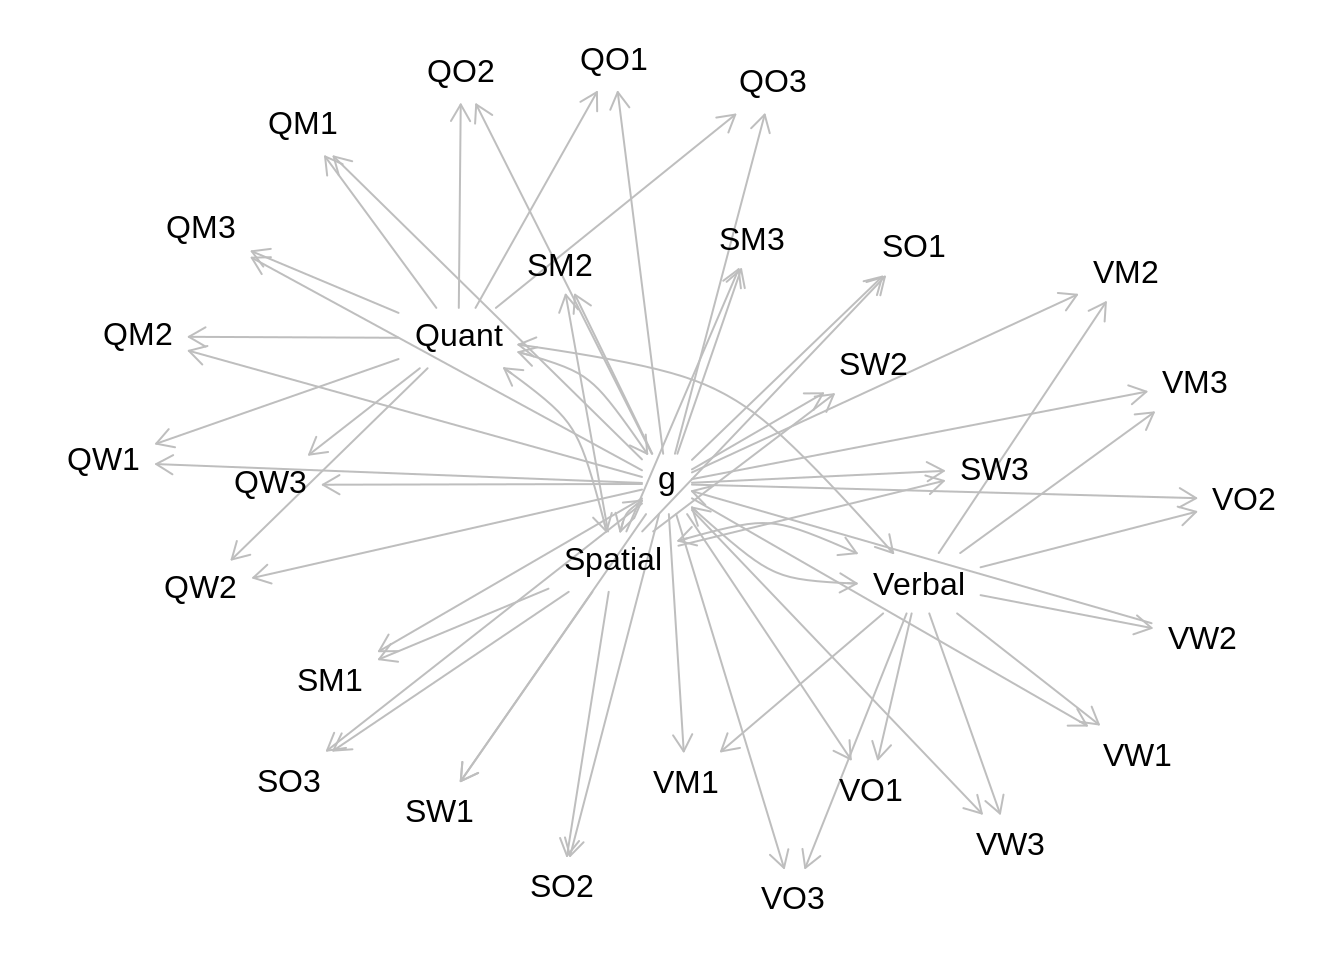 QO1
QO2
QO3
QM1
QM3
SM3
SO1
SM2
VM2
QM2
Quant
SW2
VM3
QW1
SW3
g
QW3
VO2
Spatial
Verbal
QW2
VW2
SM1
VW1
SO3
VM1
VO1
SW1
VW3
SO2
VO3